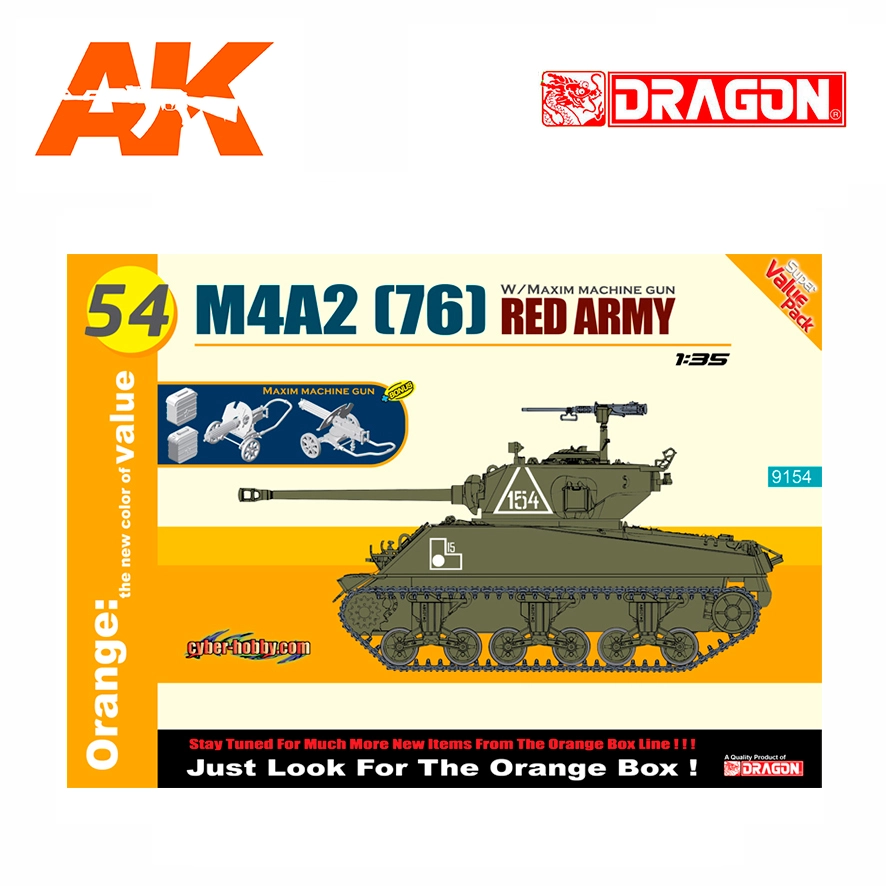 AK
DRAGON
®
54
M4A2 (76)
W/MAXIM MACHINE GUN
RED ARMY
Super
Value
Pack
1:35
MAXIM MACHINE GUN
+BONUS
9154
154
15
Orange:
the new color of value
cyber-hobby.com
Stay Tuned For Much More New Items From The Orange Box Line ! ! !
Just Look For The Orange Box !
A Quality Product of
DRAGON